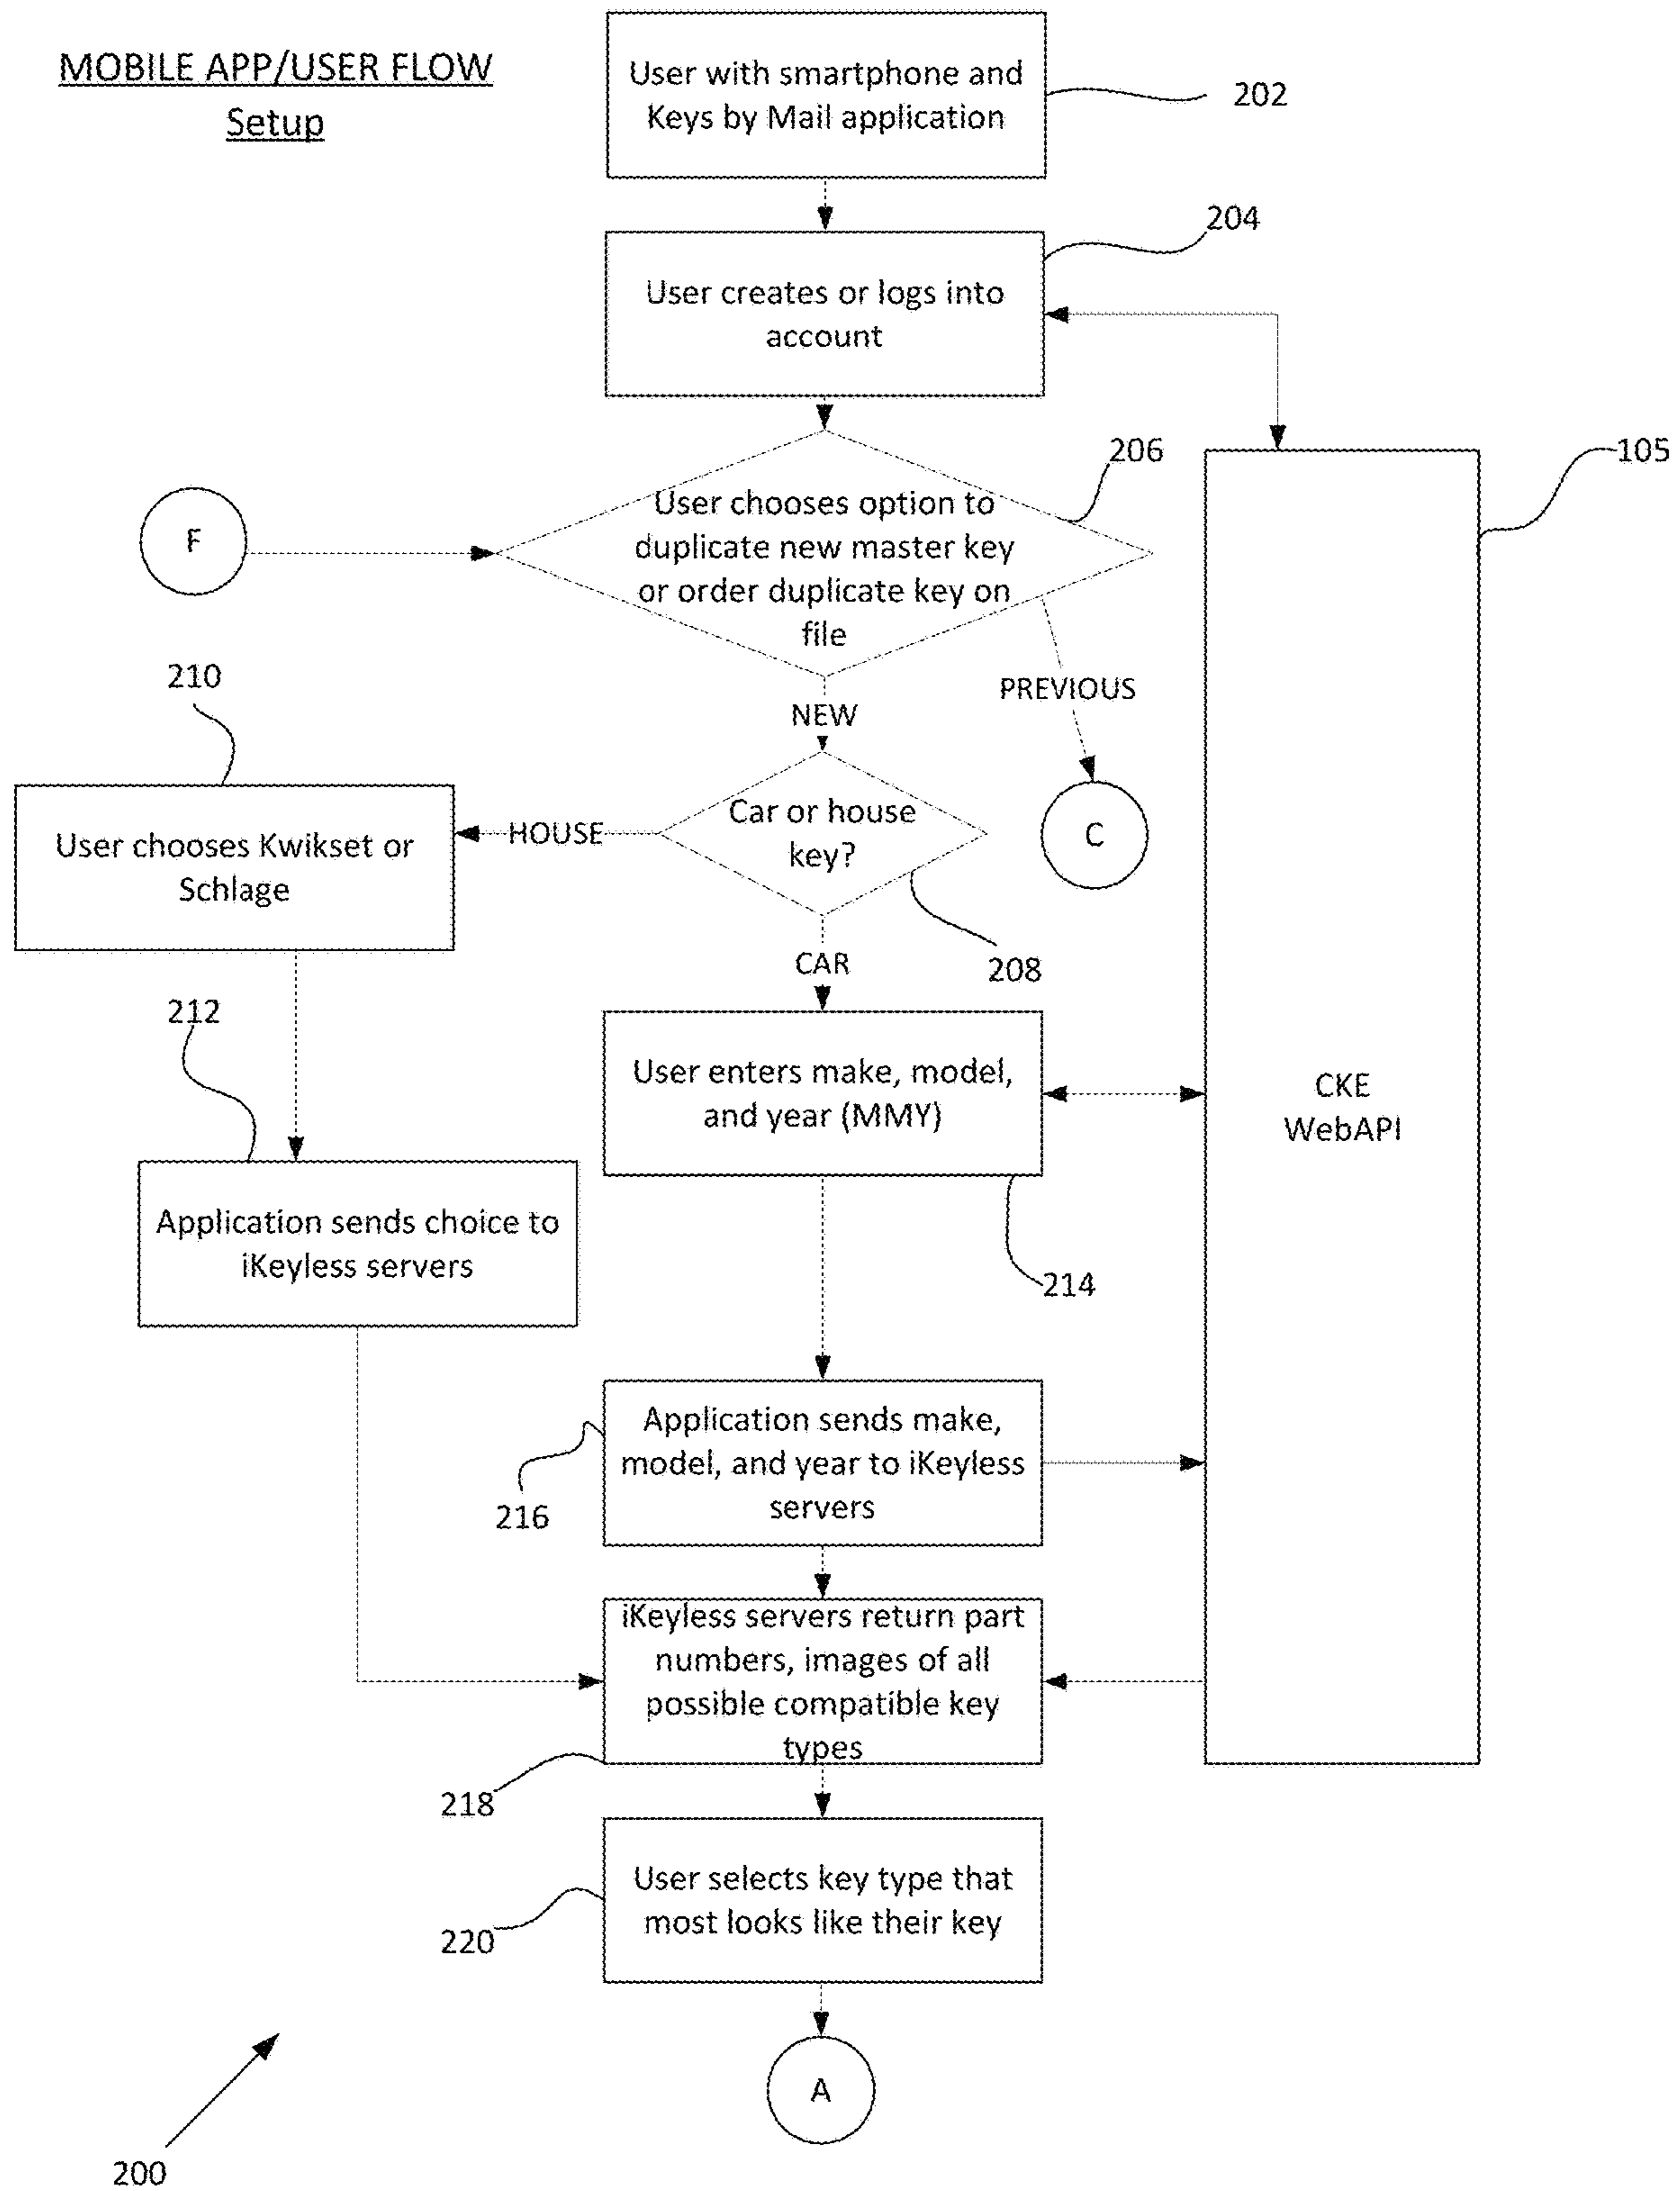 MOBILE APP/USER FLOW
Setup
User with smartphone and
Keys by Mail application
202
204
User creates or logs into
account
206
105
F
User chooses option to
duplicate new master key
or order duplicate key on
file
210
PREVIOUS
NEW
User chooses Kwikset or
Schlage
HOUSE
Car or house
key?
C
208
CAR
212
User enters make, model,
and year (MMY)
CKE
WebAPI
Application sends choice to
iKeyless servers
214
Application sends make,
model, and year to iKeyless
servers
216
iKeyless servers return part
numbers, images of all
possible compatible key
types
218
User selects key type that
most looks like their key
220
A
200